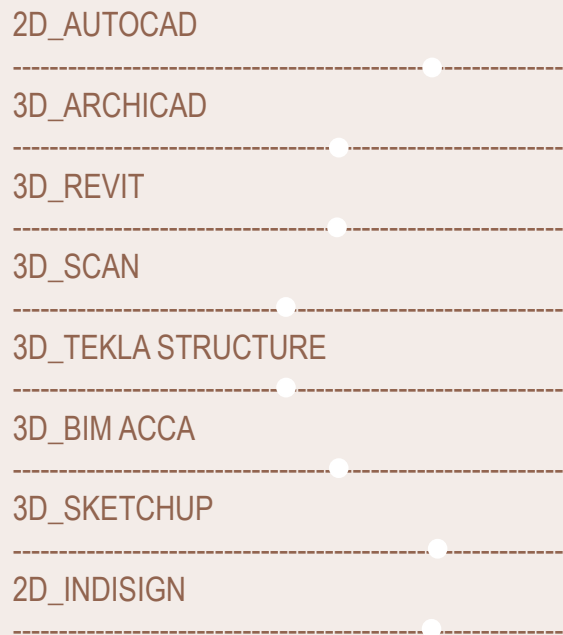 2D_AUTOCAD
3D_ARCHICAD
3D_REVIT
3D_SCAN
3D_TEKLA STRUCTURE
3D_BIM ACCA
3D_SKETCHUP
2D_INDISIGN